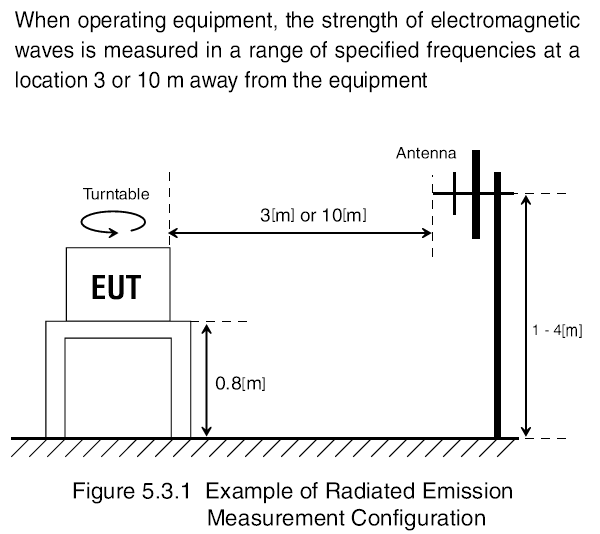 When operating equipment, the strength of electromagnetic
waves is measured in a range of specified frequencies at a
location 3 or 10 m away from the equipment
Antenna
Turntable
3[m] or 10[m]
EUT
1 - 4[m]
0.8[m]
Figure 5.3.1 Example of Radiated Emission
Measurement Configuration